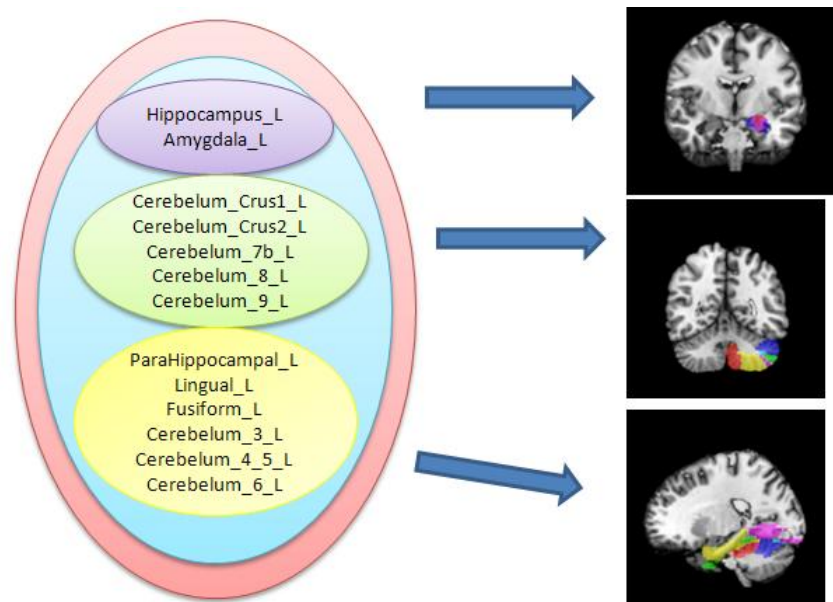 Hippocampus_L
Amygdala_L
Cerebelum_Crus1_L
Cerebelum_Crus2_L
Cerebelum_7b_L
Cerebelum_8_L
Cerebelum_9_L
ParaHippocampal_L
Lingual_L
Fusiform_L
Cerebelum_3_L
Cerebelum_4_5_L
Cerebelum_6_L